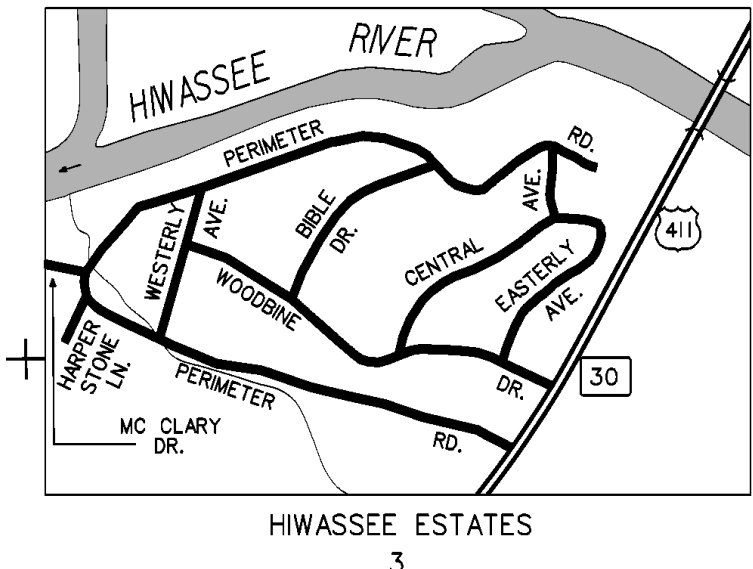 HIWASSEE RIVER
PERIMETER RD.
WESTERLY AVE.
BIBLE DR.
CENTRAL AVE.
EASTERLY AVE.
WOODBINE DR.
411
30
HARPER
STONE
LN.
PERIMETER RD.
MC CLARY
DR.
HIWASSEE ESTATES
3